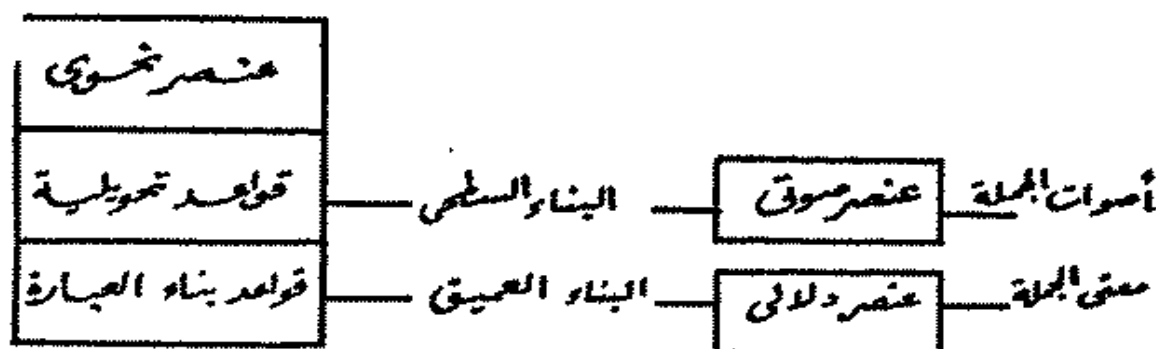 عنصر نحوى
أصوات الجملة عنصر صوتى البناء السطحى قواعد تحويلية
معنى الجملة عنصر دلالى البناء العميق قواعد بناء العبارة